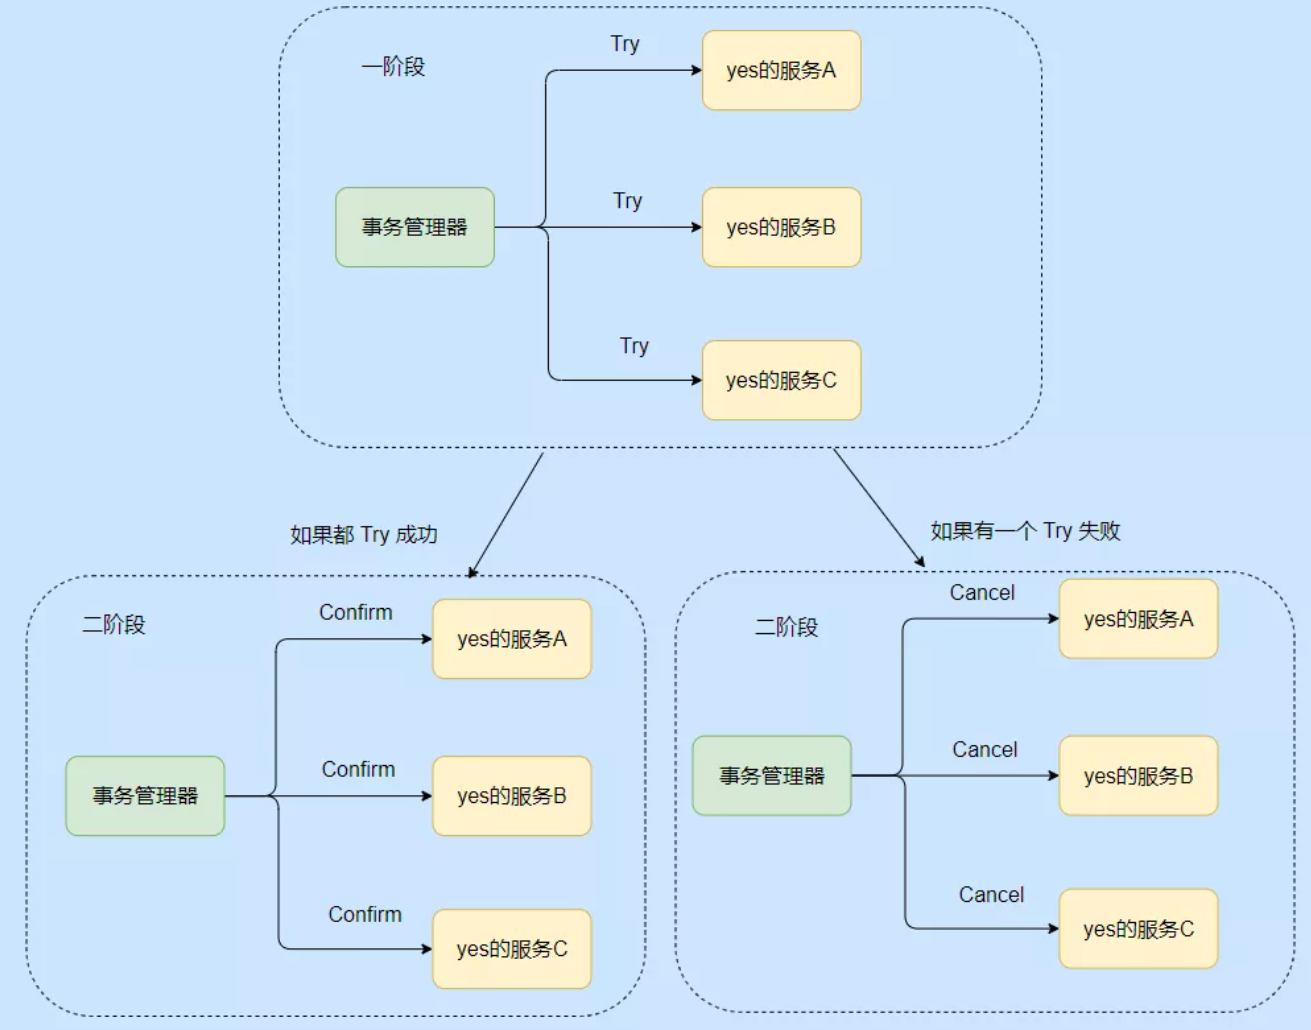 一阶段
Try
yes的服务A
事务管理器
Try
yes的服务B
Try
yes的服务C
如果都 Try 成功
如果有一个 Try 失败
二阶段
Confirm
yes的服务A
事务管理器
Confirm
yes的服务B
Confirm
yes的服务C
二阶段
Cancel
yes的服务A
事务管理器
Cancel
yes的服务B
Cancel
yes的服务C